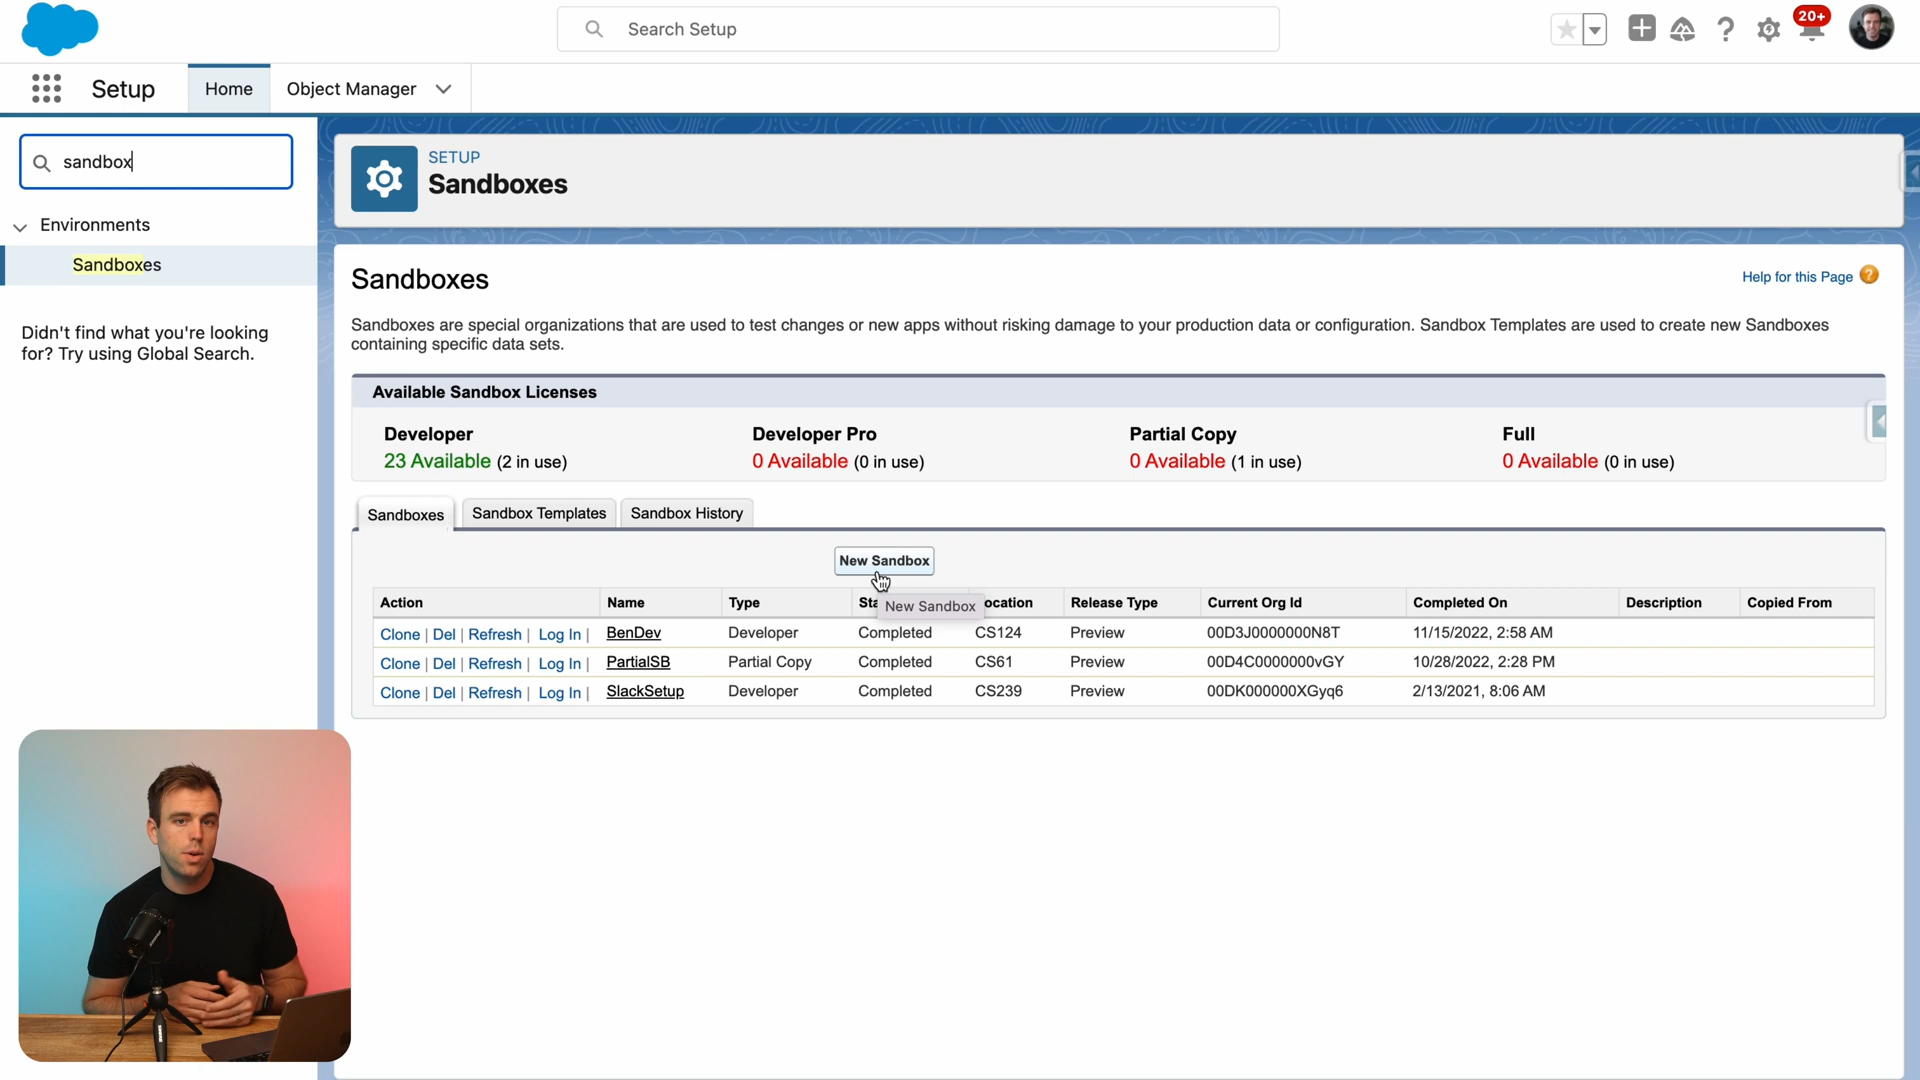 Search Setup
20+
Setup
Home
Object Manager
sandbox
Environments
Sandboxes
Didn't find what you're looking
for? Try using Global Search.
SETUP
Sandboxes
Sandboxes
Help for this Page
Sandboxes are special organizations that are used to test changes or new apps without risking damage to your production data or configuration. Sandbox Templates are used to create new Sandboxes
containing specific data sets.
Available Sandbox Licenses
Developer Developer Pro Partial Copy Full
23 Available (2 in use) 0 Available (0 in use) 0 Available (1 in use) 0 Available (0 in use)
Sandboxes Sandbox Templates Sandbox History
New Sandbox
Action Name Type Sta ocation Release Type Current Org Id Completed On Description Copied From
New Sandbox
Clone | Del | Refresh | Log In | BenDev Developer Completed CS124 Preview 00D3J0000000N8T 11/15/2022, 2:58 AM
Clone | Del | Refresh | Log In | PartialSB Partial Copy Completed CS61 Preview 00D4C0000000vGY 10/28/2022, 2:28 PM
Clone | Del | Refresh | Log In | SlackSetup Developer Completed CS239 Preview 00DK000000XGyq6 2/13/2021, 8:06 AM